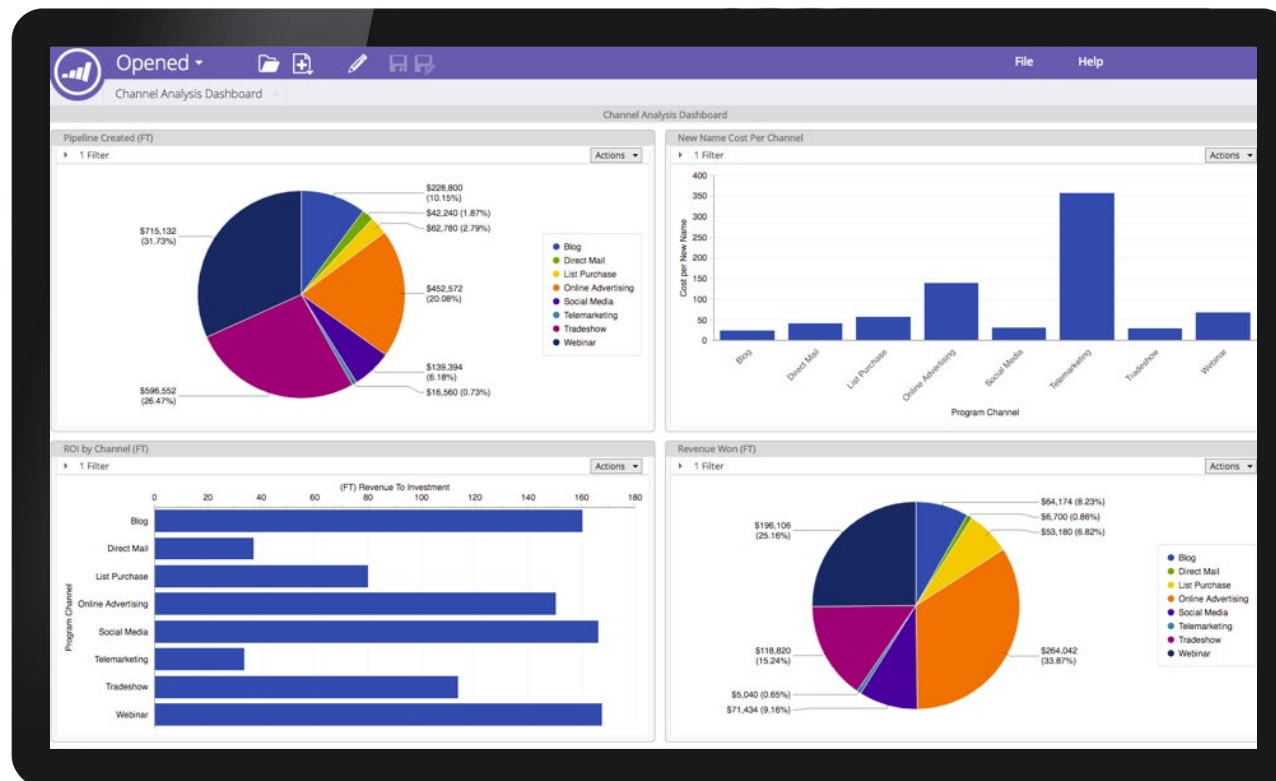 Opened
File
Help
Channel Analysis Dashboard
Channel Analysis Dashboard
Pipeline Created (FT)
1 Filter
Actions
$228,800
(10.15%)
$42,240 (1.87%)
$62,780 (2.79%)
$715,132
(31.73%)
$452,572
(20.08%)
$139,394
(6.18%)
$16,560 (0.73%)
$596,552
(26.47%)
Blog
Direct Mail
List Purchase
Online Advertising
Social Media
Telemarketing
Tradeshow
Webinar
New Name Cost Per Channel
1 Filter
Actions
400
350
300
250
200
150
100
50
0
Cost per New Name
Blog
Direct Mail
List Purchase
Online Advertising
Social Media
Telemarketing
Tradeshow
Webinar
Program Channel
ROI by Channel (FT)
1 Filter
Actions
(FT) Revenue To Investment
0 20 40 60 80 100 120 140 160 180
Program Channel
Blog
Direct Mail
List Purchase
Online Advertising
Social Media
Telemarketing
Tradeshow
Webinar
Revenue Won (FT)
1 Filter
Actions
$64,174 (8.23%)
$6,700 (0.86%)
$53,180 (6.82%)
$196,106
(25.16%)
$264,042
(33.87%)
$118,820
(15.24%)
$5,040 (0.65%)
$71,434 (9.16%)
Blog
Direct Mail
List Purchase
Online Advertising
Social Media
Telemarketing
Tradeshow
Webinar